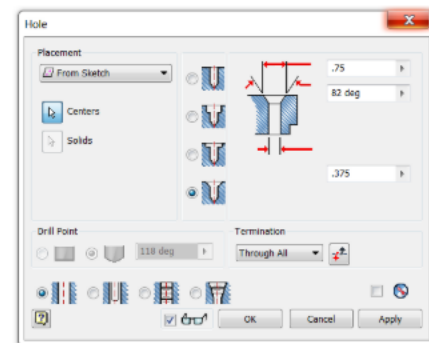 Hole
Placement
From Sketch
Centers
Solids
.75
82 deg
.375
Drill Point
118 deg
Termination
Through All
OK
Cancel
Apply